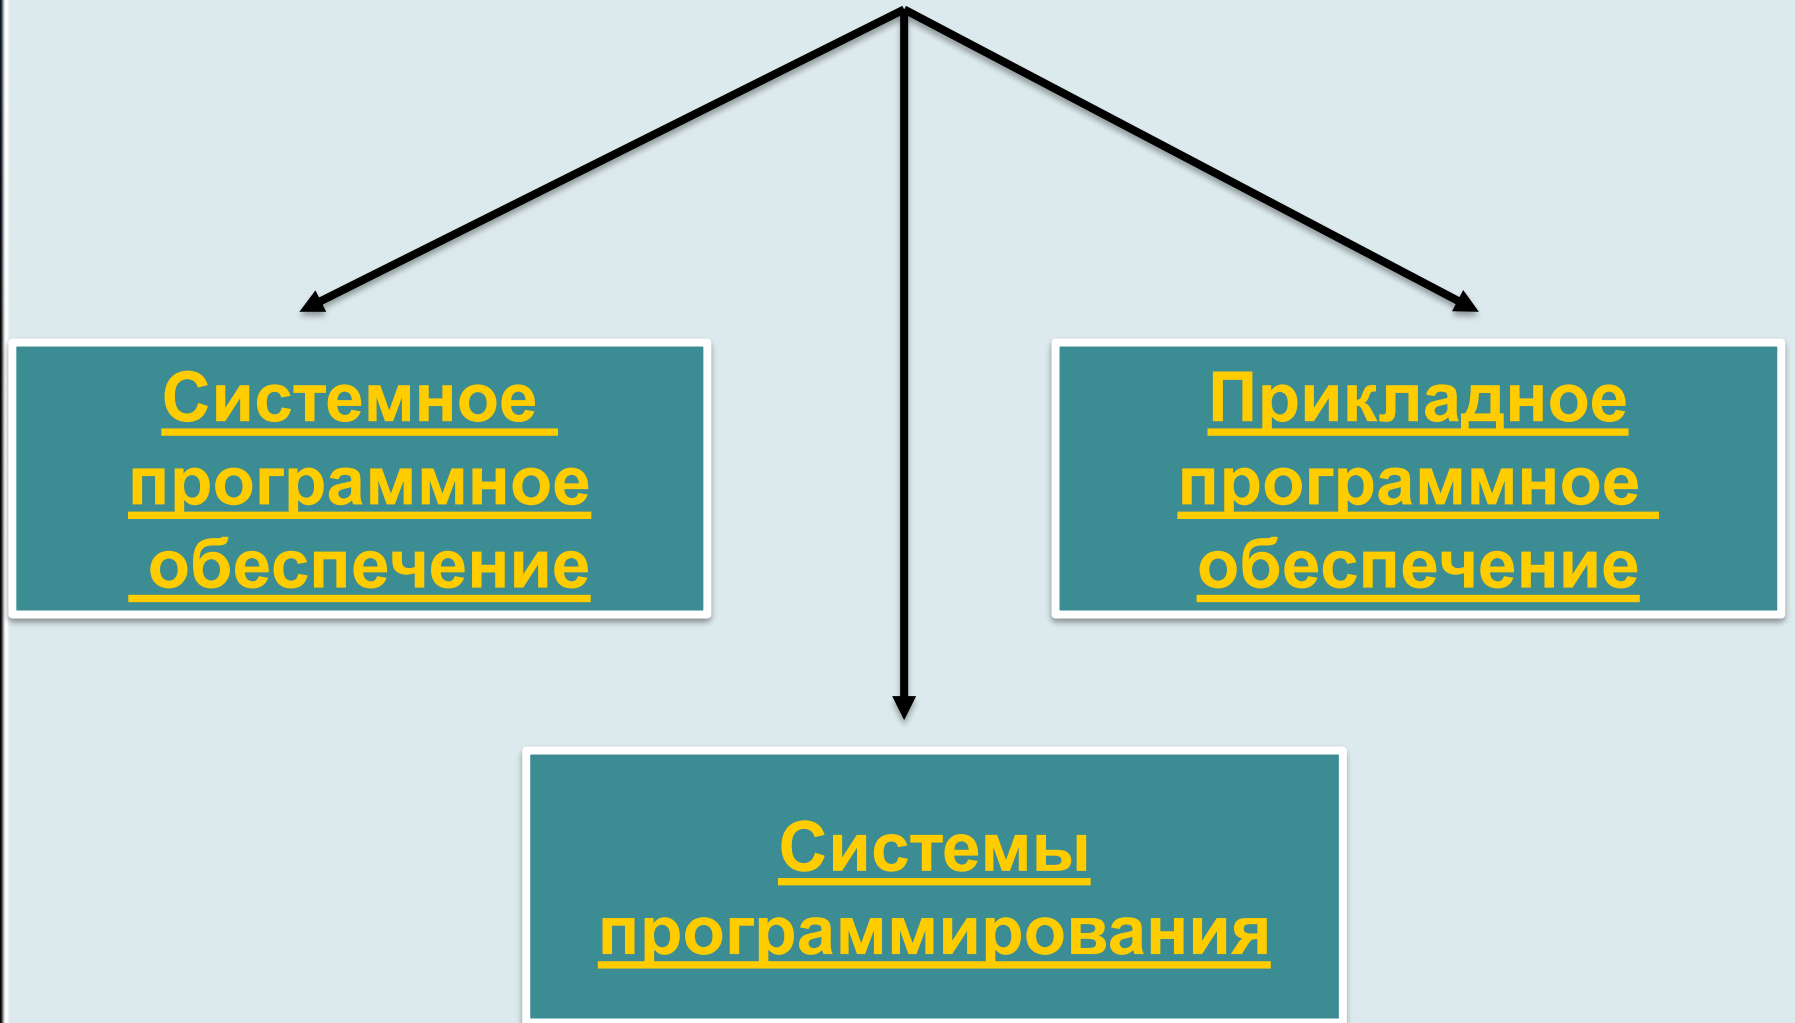 Системное
программное
обеспечение
Прикладное
программное
обеспечение
Системы
программирования